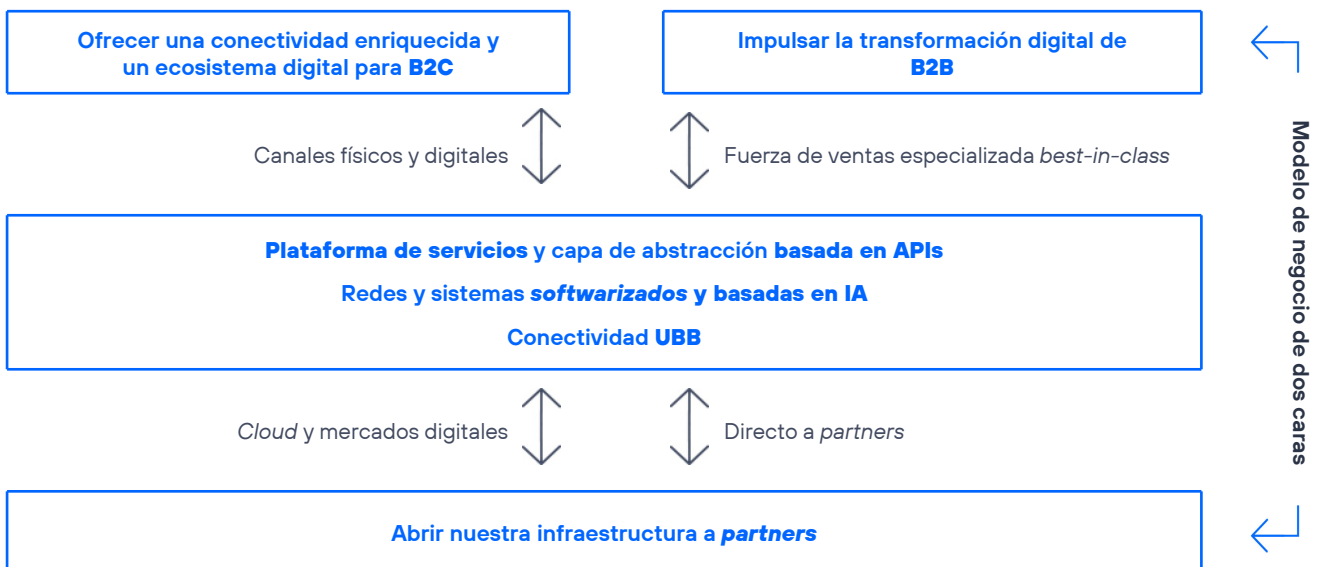 Ofrecer una conectividad enriquecida y
un ecosistema digital para B2C
Impulsar la transformación digital de
B2B
Canales físicos y digitales
Fuerza de ventas especializada best-in-class
Plataforma de servicios y capa de abstracción basada en APIs
Redes y sistemas softwarizados y basadas en IA
Conectividad UBB
Cloud y mercados digitales
Directo a partners
Abrir nuestra infraestructura a partners
Modelo de negocio de dos caras